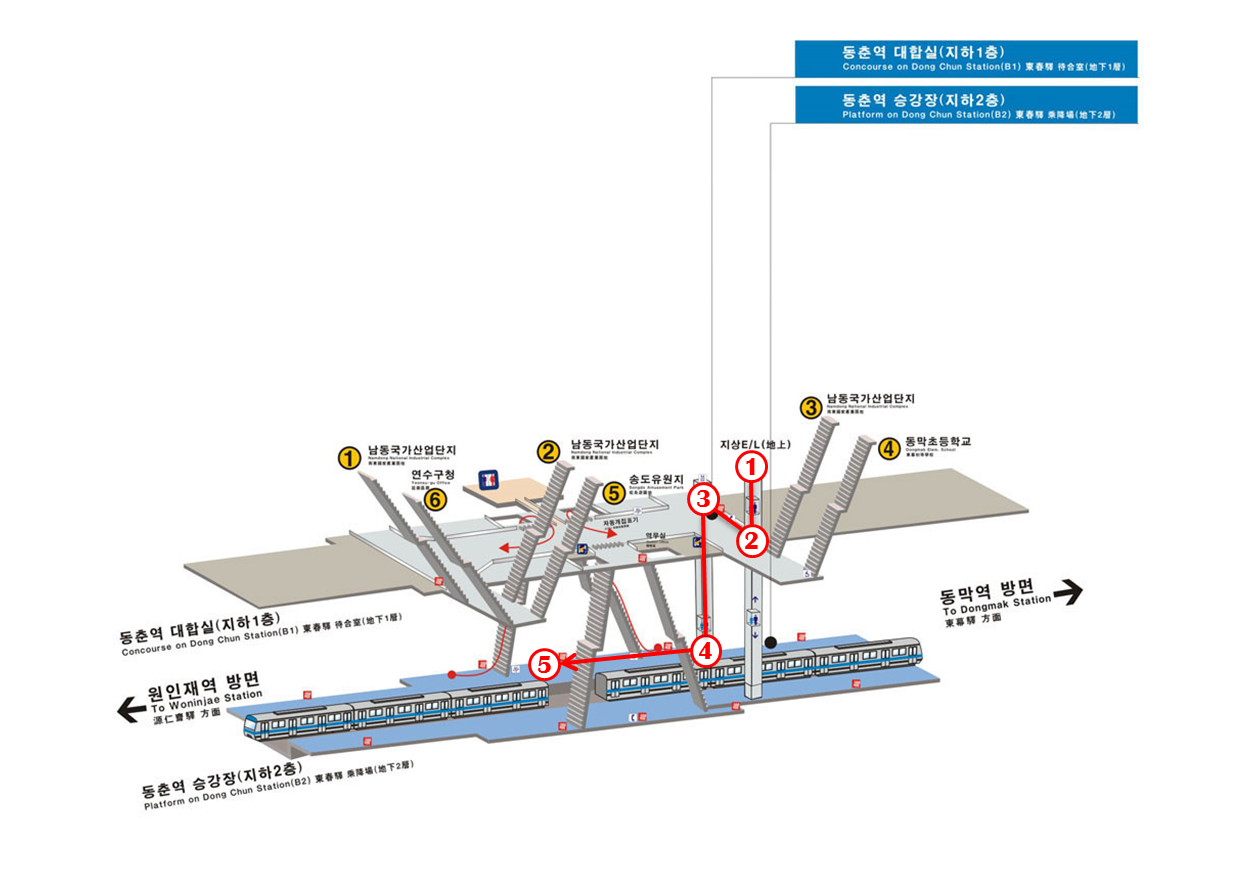 동춘역 대합실(지하1층)
Concourse on Dong Chun Station(B1) 東春驛 待合室(地下1層)
동춘역 승강장(지하2층)
Platform on Dong Chun Station(B2) 東春驛 乘降場(地下2層)
3 남동국가산업단지
Namdong National Industrial Complex
지상E/L(地上)
4 동막초등학교
Dongmak Elem. School
1 남동국가산업단지
Namdong National Industrial Complex
2 남동국가산업단지
Namdong National Industrial Complex
6 연수구청
Yeonsu-gu Office
5 송도유원지
Songdo Amusement Park
자동개집표기
역무실
1
2
3
4
5
동막역 방면
To Dongmak Station
東幕驛 方面
동춘역 대합실(지하1층)
Concourse on Dong Chun Station(B1) 東春驛 待合室(地下1層)
원인재역 방면
To Woninjae Station
源仁齋驛 方面
동춘역 승강장(지하2층)
Platform on Dong Chun Station(B2) 東春驛 乘降場(地下2層)